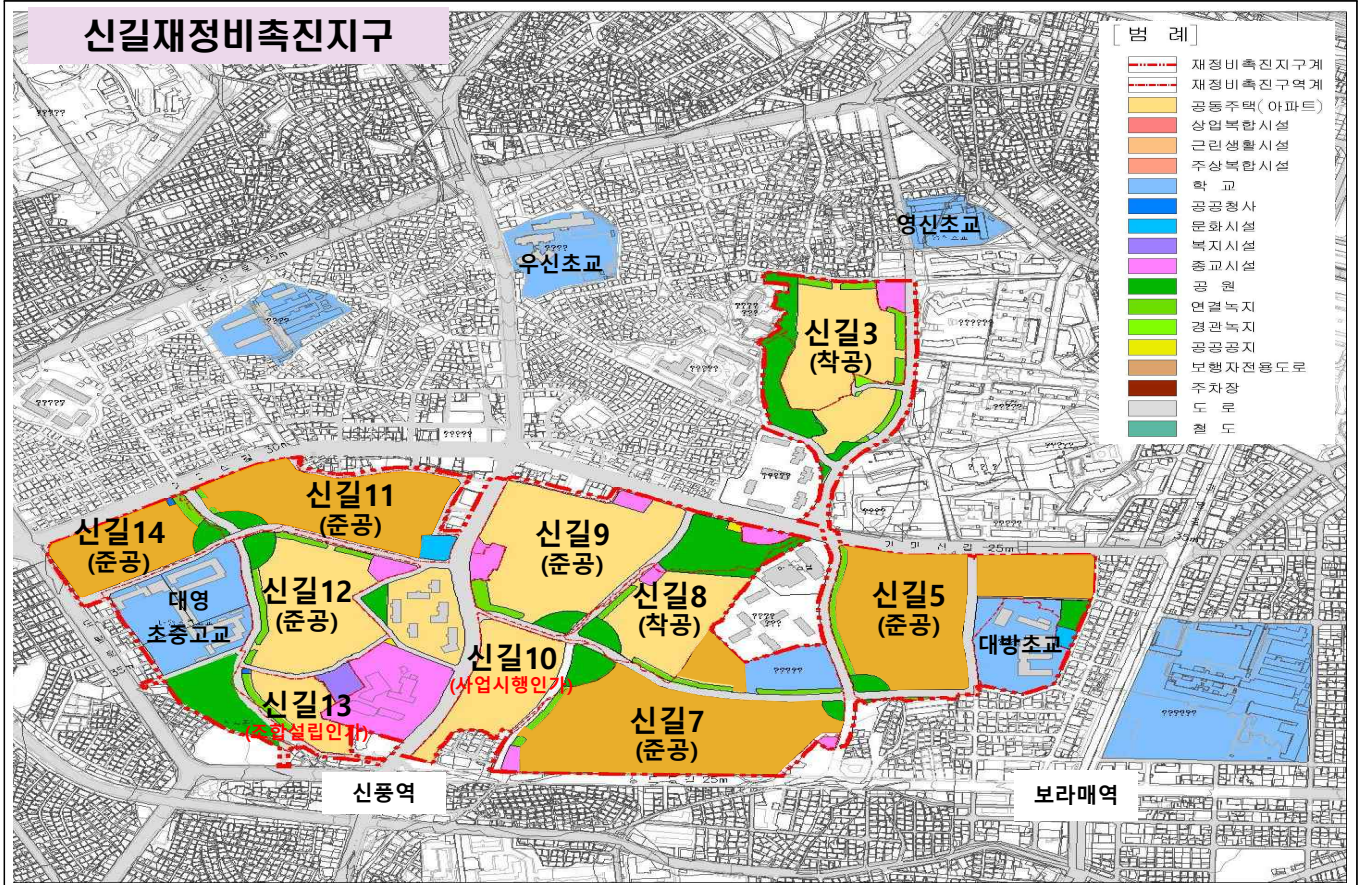 신길재정비촉진지구
[ 범 례 ]
재정비촉진지구계
재정비촉진구역계
공동주택( 아파트)
상업복합시설
근린생활시설
주상복합시설
학 교
공공청사
문화시설
복지시설
종교시설
공 원
연결녹지
경관녹지
공공공지
보행자전용도로
주차장
도 로
철 도
?????
영신초교
????
우신초교
25m
????
???? ???
??????
?????
신길3
(착공)
?????
?????
?????
?????
30m
신길11
(준공)
신길14
(준공)
신길9
(준공)
?????
25m
35m
대영
초중고교
신길12
(준공)
신길8
(착공)
????
???
신길5
(준공)
대방초교
신길10
(사업시행인가)
?????
35m
신길13
(조합설립인가)
신길7
(준공)
??????
25m
신풍역
보라매역